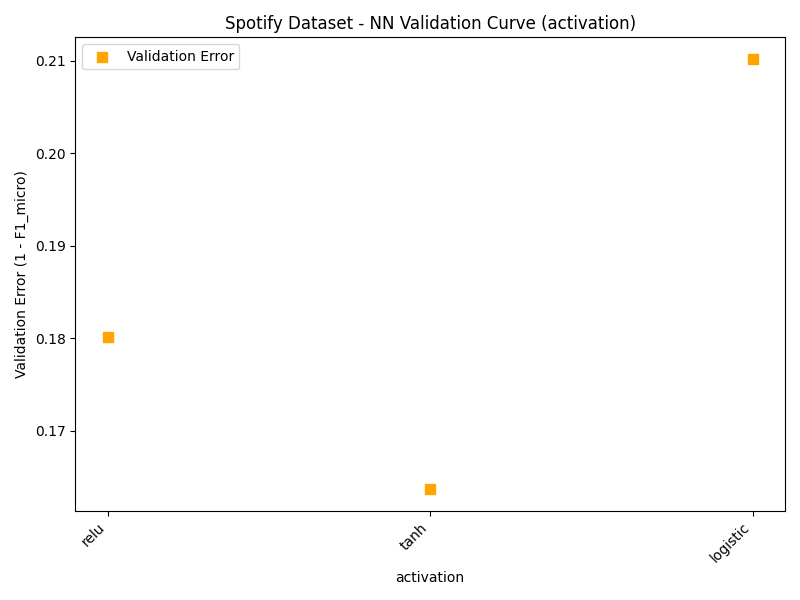 Spotify Dataset - NN Validation Curve (activation)
Validation Error
Validation Error (1 - F1_micro)
0.21
0.20
0.19
0.18
0.17
relu
tanh
logistic
activation